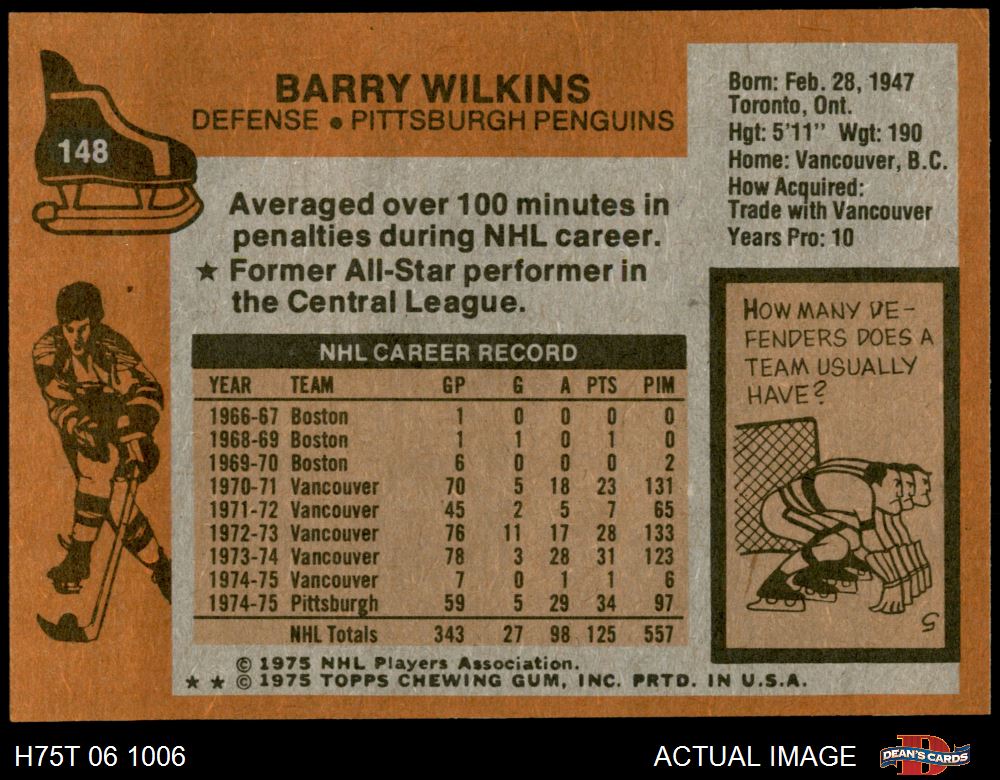 148
BARRY WILKINS
DEFENSE • PITTSBURGH PENGUINS
Born: Feb. 28, 1947
Toronto, Ont.
Hgt: 5'11" Wgt: 190
Home: Vancouver, B.C.
How Acquired:
Trade with Vancouver
Years Pro: 10
Averaged over 100 minutes in
penalties during NHL career.
★ Former All-Star performer in
the Central League.
NHL CAREER RECORD
YEAR TEAM GP G A PTS PIM
1966-67 Boston 1 0 0 0 0
1968-69 Boston 1 1 0 1 0
1969-70 Boston 6 0 0 0 2
1970-71 Vancouver 70 5 18 23 131
1971-72 Vancouver 45 2 5 7 65
1972-73 Vancouver 76 11 17 28 133
1973-74 Vancouver 78 3 28 31 123
1974-75 Vancouver 7 0 1 1 6
1974-75 Pittsburgh 59 5 29 34 97
NHL Totals 343 27 98 125 557
HOW MANY DE-
FENDERS DOES A
TEAM USUALLY
HAVE?
5
© 1975 NHL Players Association.
★ ★ © 1975 TOPPS CHEWING GUM, INC. PRTD. IN U.S.A.
H75T 06 1006
ACTUAL IMAGE
DEAN'S CARDS